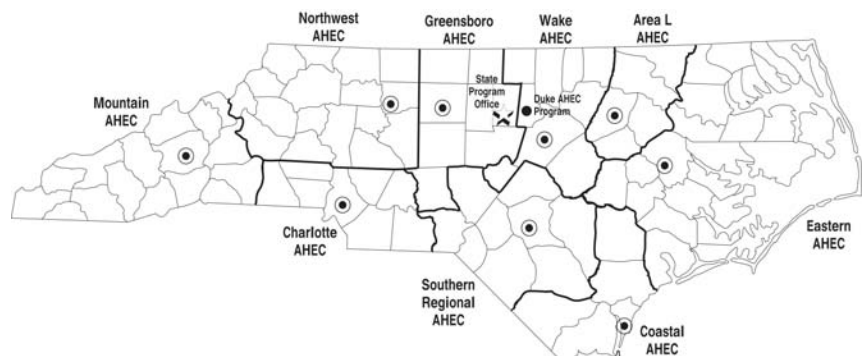 Northwest
AHEC
Greensboro
AHEC
Wake
AHEC
Area L
AHEC
State
Program
Office
Mountain
AHEC
Duke AHEC
Program
Charlotte
AHEC
Eastern
AHEC
Southern
Regional
AHEC
Coastal
AHEC